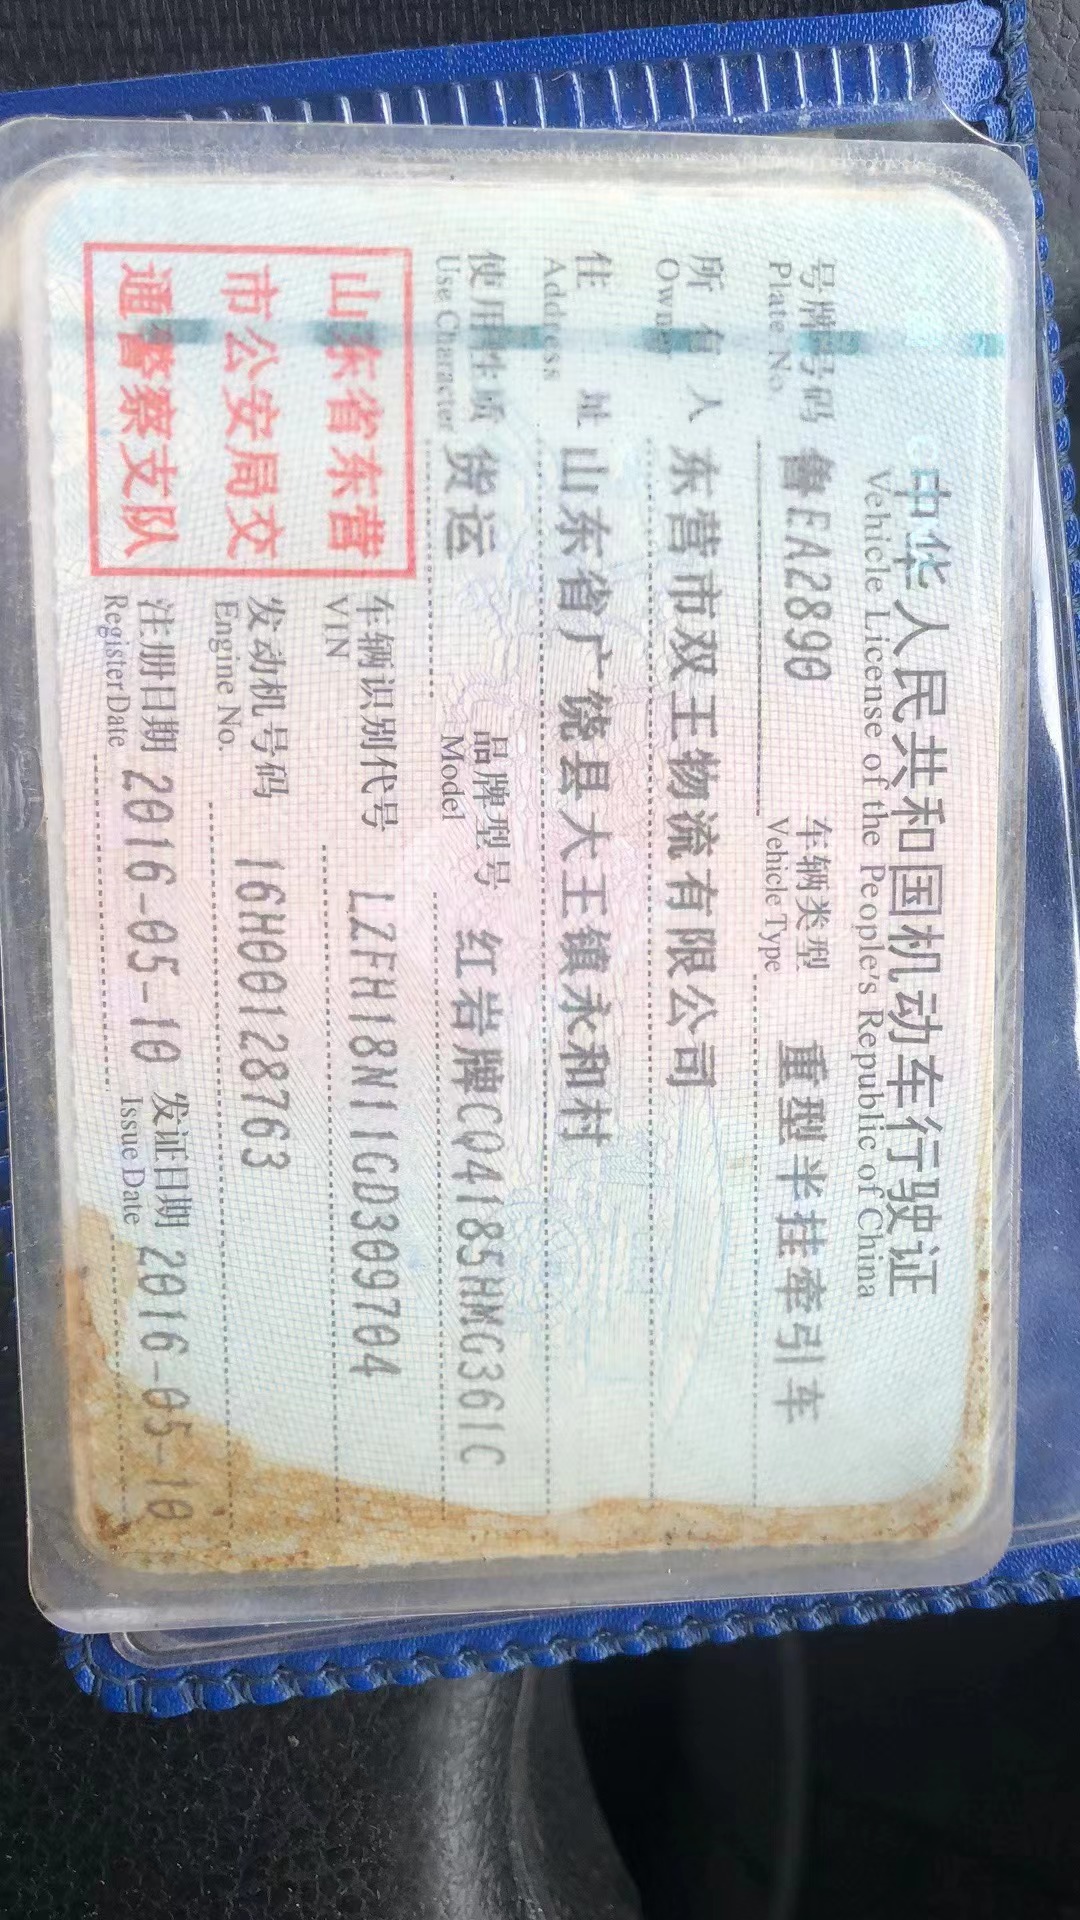 中华人民共和国机动车行驶证
Vehicle License of the People's Republic of China
号牌号码 鲁EA2890 车辆类型 重型半挂牵引车
Plate No. Vehicle Type
所有人 东营市双王物流有限公司
Owner
住址 山东省广饶县大王镇永和村
Address
使用性质 货运 品牌型号 红岩牌CQ4185HMG361C
Use Character Model
山东省东营
市公安局交
通警察支队
车辆识别代号 LZFH18N11GD309704
VIN
发动机号码 16H00128763
Engine No.
注册日期 2016-05-10 发证日期 2016-05-10
Register Date Issue Date